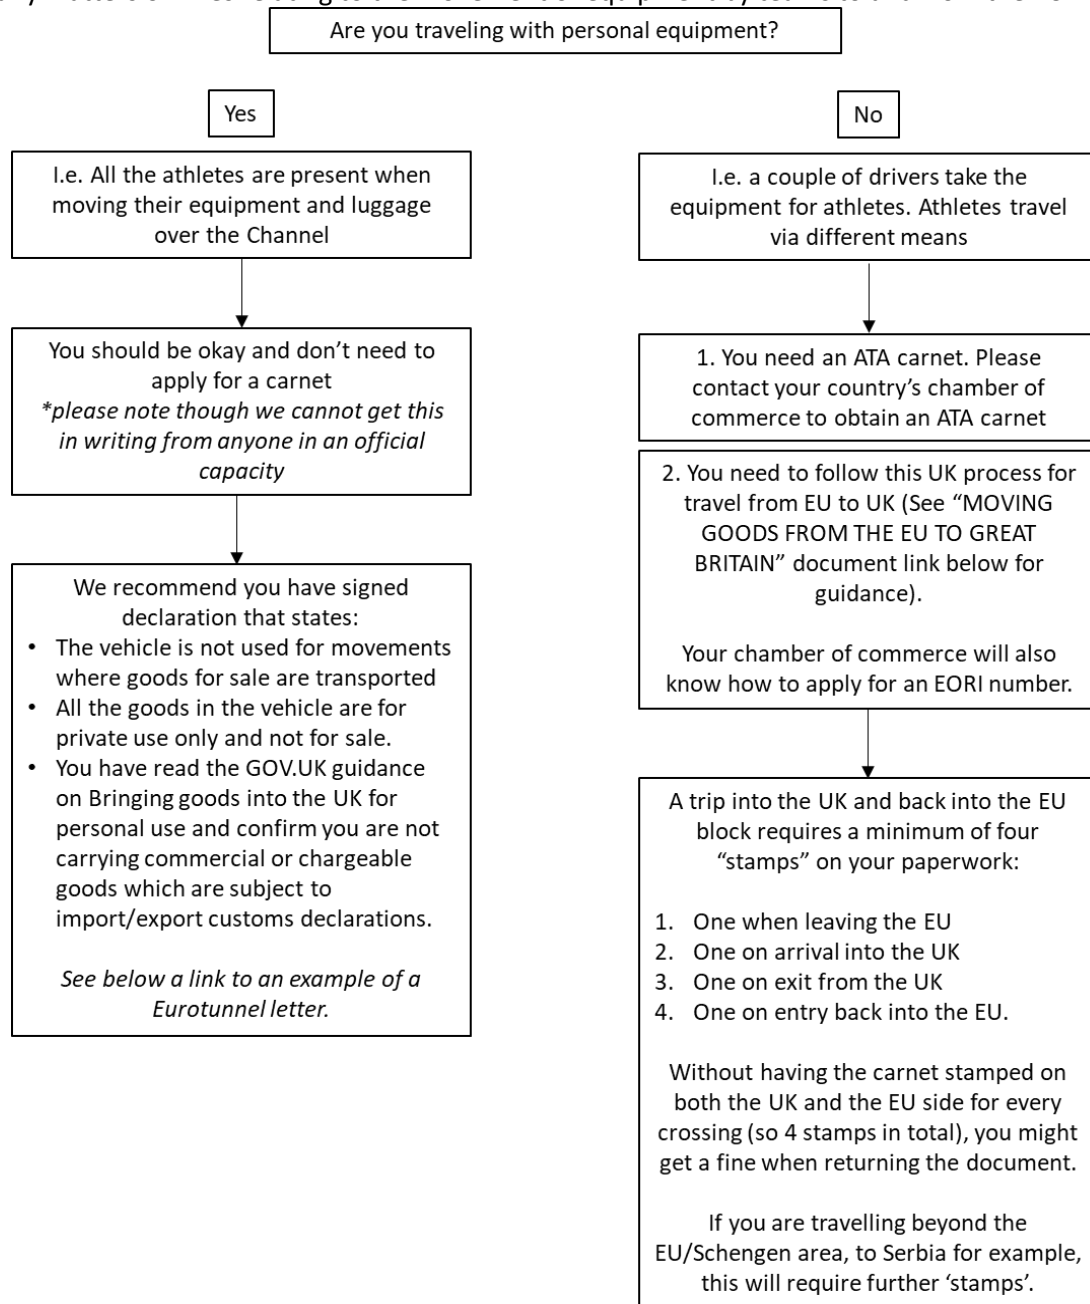 Are you traveling with personal equipment?
Yes
I.e. All the athletes are present when
moving their equipment and luggage
over the Channel
You should be okay and don't need to
apply for a carnet
*please note though we cannot get this
in writing from anyone in an official
capacity
We recommend you have signed
declaration that states:
• The vehicle is not used for movements
where goods for sale are transported
• All the goods in the vehicle are for
private use only and not for sale.
• You have read the GOV.UK guidance
on Bringing goods into the UK for
personal use and confirm you are not
carrying commercial or chargeable
goods which are subject to
import/export customs declarations.
See below a link to an example of a
Eurotunnel letter.
No
I.e. a couple of drivers take the
equipment for athletes. Athletes travel
via different means
1. You need an ATA carnet. Please
contact your country's chamber of
commerce to obtain an ATA carnet
2. You need to follow this UK process for
travel from EU to UK (See “MOVING
GOODS FROM THE EU TO GREAT
BRITAIN” document link below for
guidance).
Your chamber of commerce will also
know how to apply for an EORI number.
A trip into the UK and back into the EU
block requires a minimum of four
“stamps” on your paperwork:
1. One when leaving the EU
2. One on arrival into the UK
3. One on exit from the UK
4. One on entry back into the EU.
Without having the carnet stamped on
both the UK and the EU side for every
crossing (so 4 stamps in total), you might
get a fine when returning the document.
If you are travelling beyond the
EU/Schengen area, to Serbia for example,
this will require further ‘stamps’.